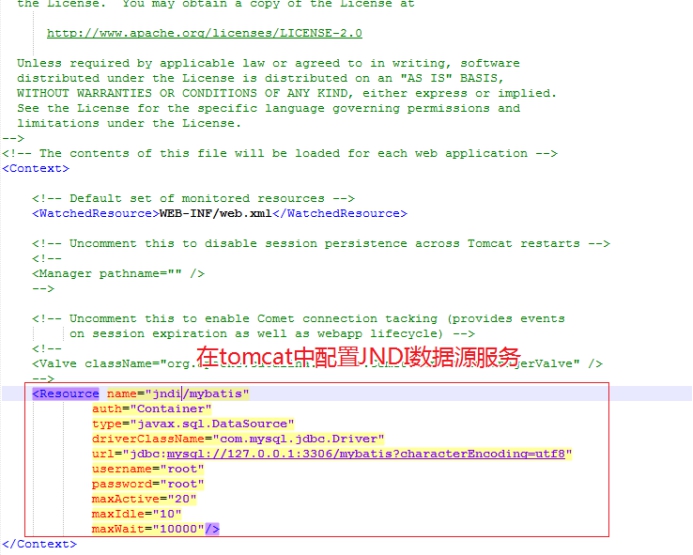 the License.  You may obtain a copy of the License at
http://www.apache.org/licenses/LICENSE-2.0
Unless required by applicable law or agreed to in writing, software
distributed under the License is distributed on an "AS IS" BASIS,
WITHOUT WARRANTIES OR CONDITIONS OF ANY KIND, either express or implied.
See the License for the specific language governing permissions and
limitations under the License.
-->
<!-- The contents of this file will be loaded for each web application -->
<Context>
<!-- Default set of monitored resources -->
<WatchedResource>WEB-INF/web.xml</WatchedResource>
<!-- Uncomment this to disable session persistence across Tomcat restarts -->
<!--
<Manager pathname="" />
-->
<!-- Uncomment this to enable Comet connection tacking (provides events
on session expiration as well as webapp lifecycle) -->
在tomcat中配置JNDI数据源服务
<!--
<Valve className="org. gerValve" />
-->
<Resource name="jndi/mybatis"
auth="Container"
type="javax.sql.DataSource"
driverClassName="com.mysql.jdbc.Driver"
url="jdbc:mysql://127.0.0.1:3306/mybatis?characterEncoding=utf8"
username="root"
password="root"
maxActive="20"
maxIdle="10"
maxWait="10000"/>
</Context>